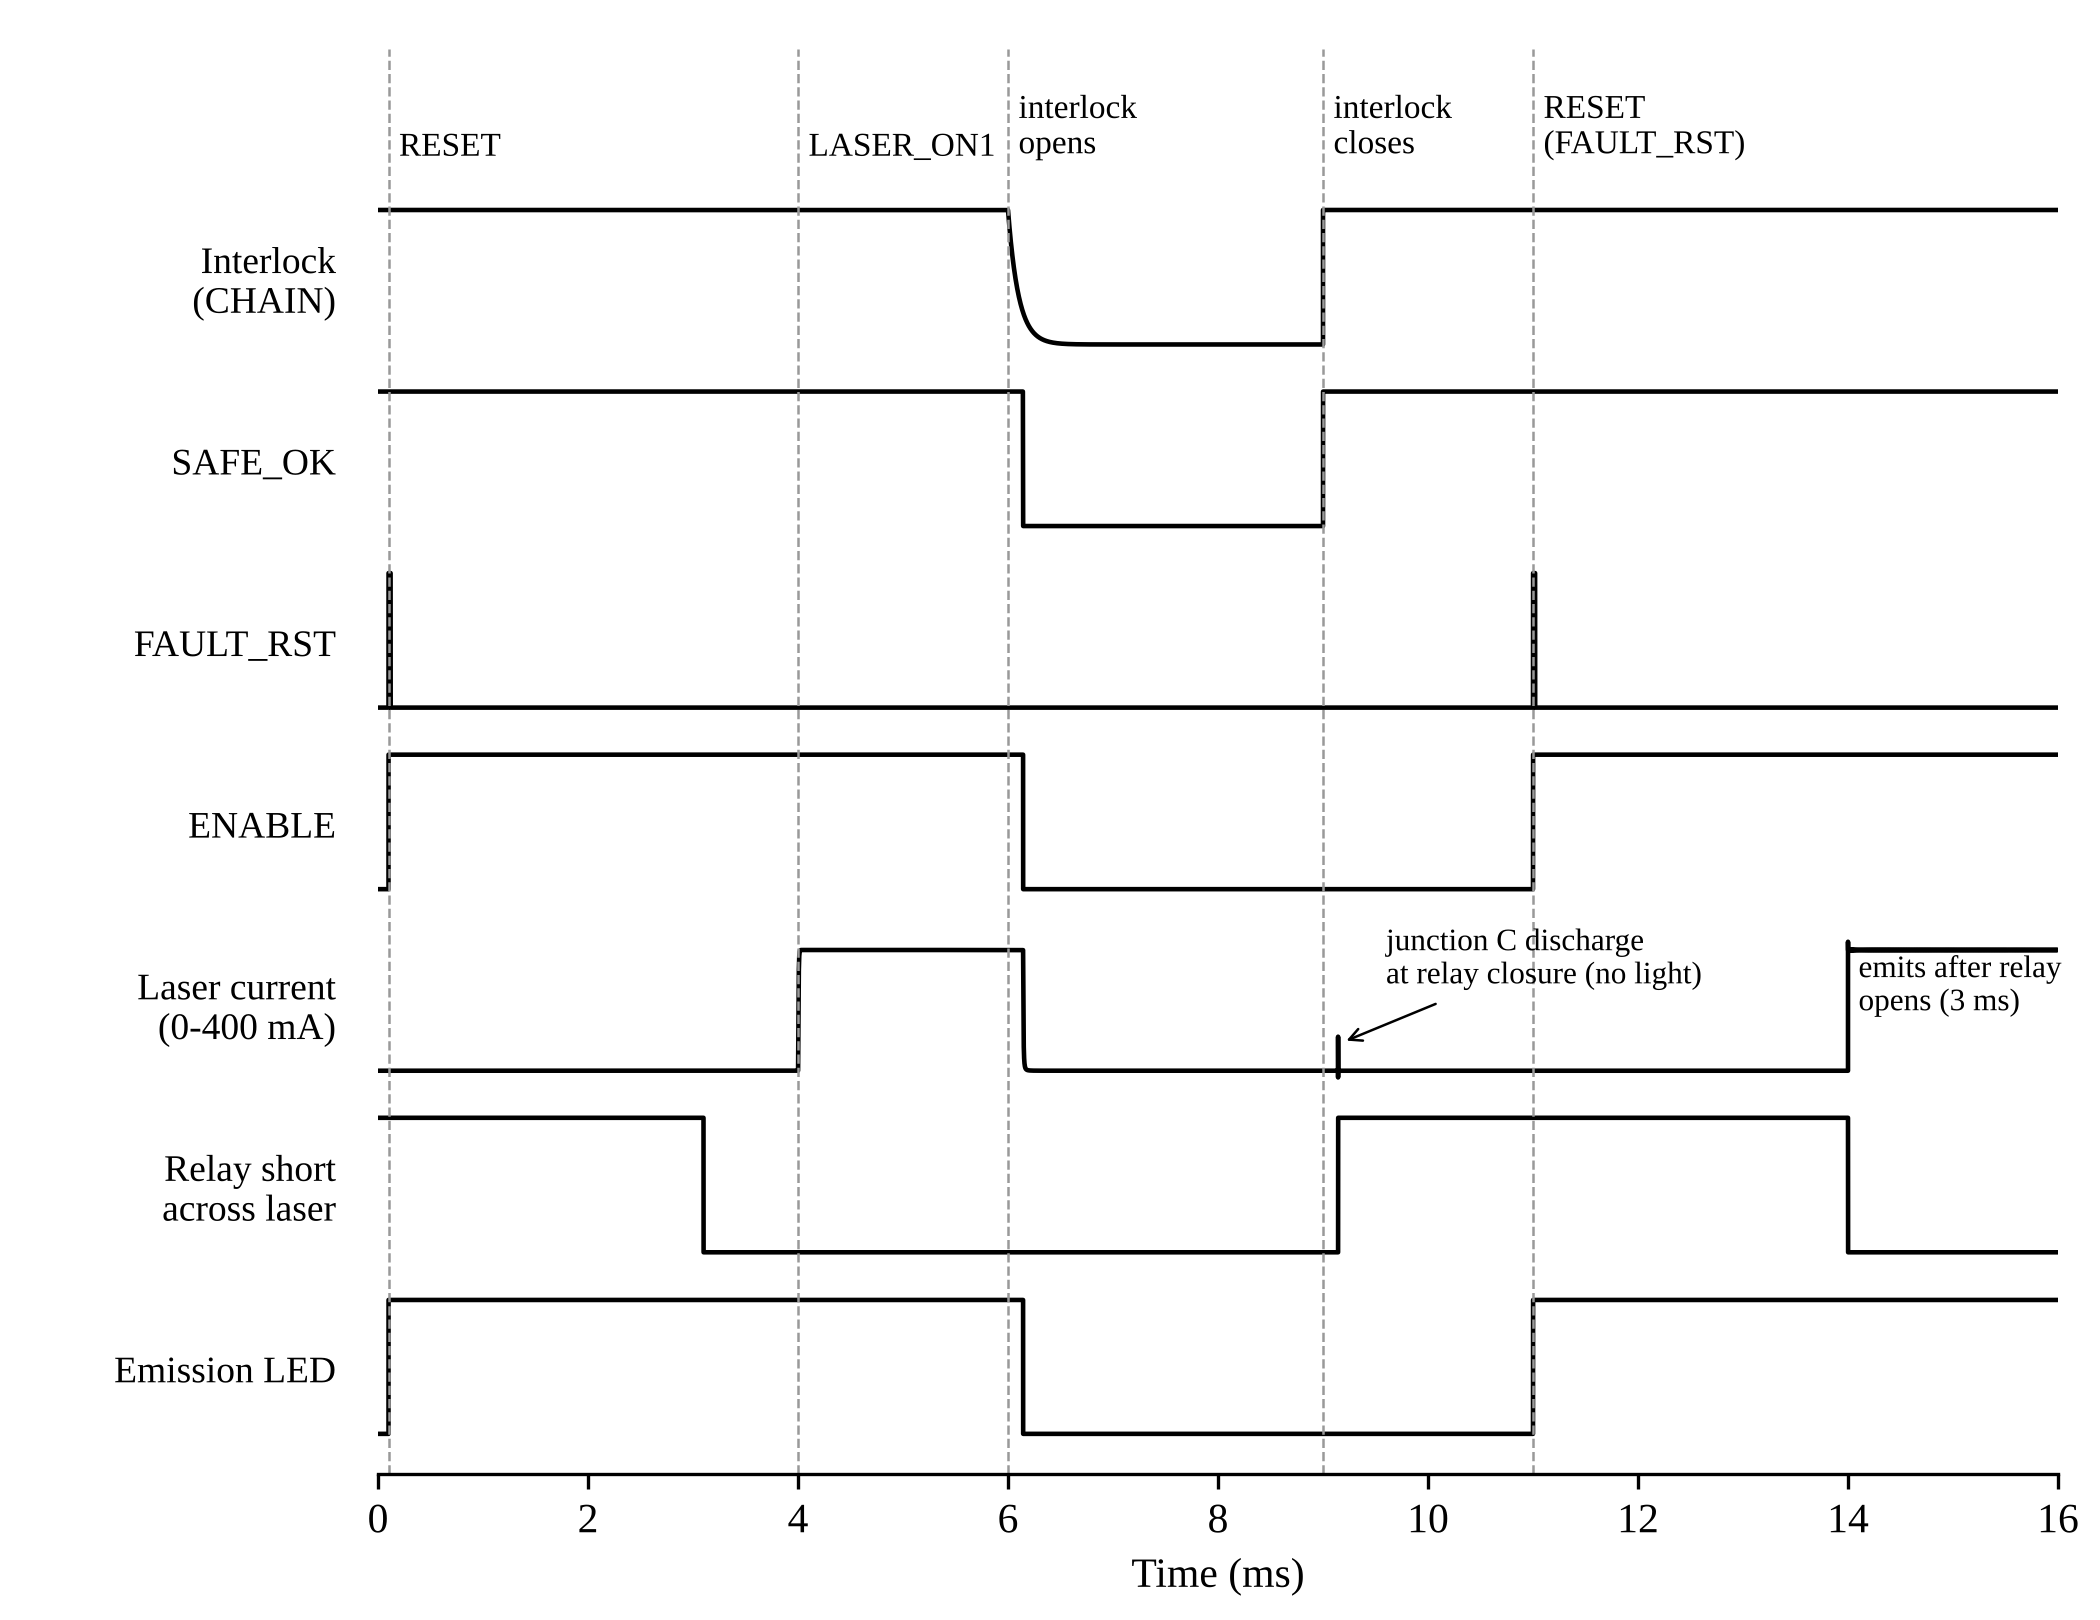 RESET
LASER_ON1
interlock
opens
interlock
closes
RESET
(FAULT_RST)
Interlock
(CHAIN)
SAFE_OK
FAULT_RST
ENABLE
junction C discharge
at relay closure (no light)
Laser current
(0-400 mA)
emits after relay
opens (3 ms)
Relay short
across laser
Emission LED
0 2 4 6 8 10 12 14 16
Time (ms)